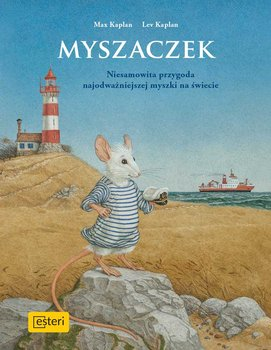 Max Kaplan Lev Kaplan
MYSZACZEK
Niesamowita przygoda
najodważniejszej myszki na świecie
esteri